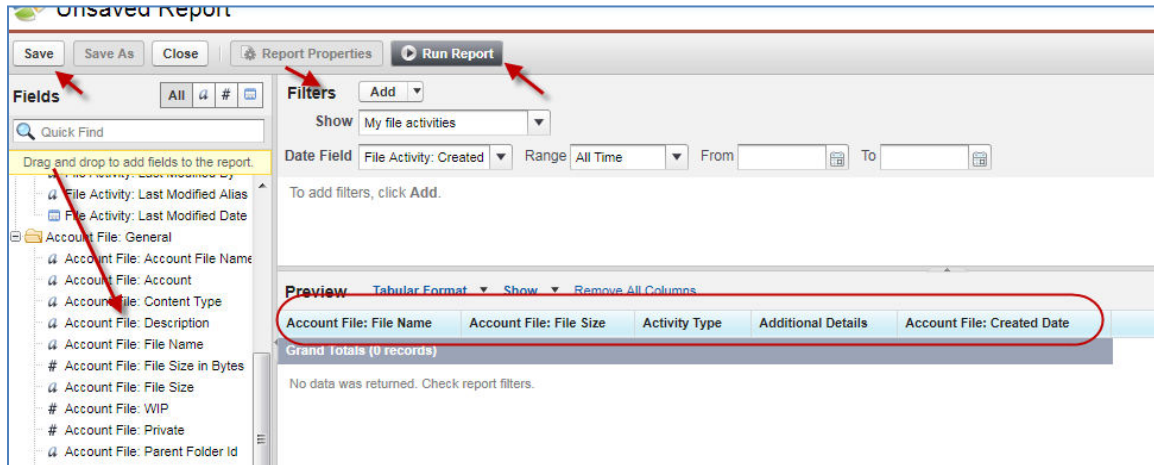 Unsaved Report
Save Save As Close Report Properties Run Report
Fields All a # 
Quick Find
Drag and drop to add fields to the report.
File Activity: Last Modified By
a File Activity: Last Modified Alias
File Activity: Last Modified Date
Account File: General
a Account File: Account File Name
a Account File: Account
a Account File: Content Type
a Account File: Description
a Account File: File Name
# Account File: File Size in Bytes
a Account File: File Size
# Account File: WIP
# Account File: Private
a Account File: Parent Folder Id
Filters Add
Show My file activities
Date Field File Activity: Created Range All Time From To
To add filters, click Add.
Preview Tabular Format Show Remove All Columns
Account File: File Name Account File: File Size Activity Type Additional Details Account File: Created Date
Grand Totals (0 records)
No data was returned. Check report filters.